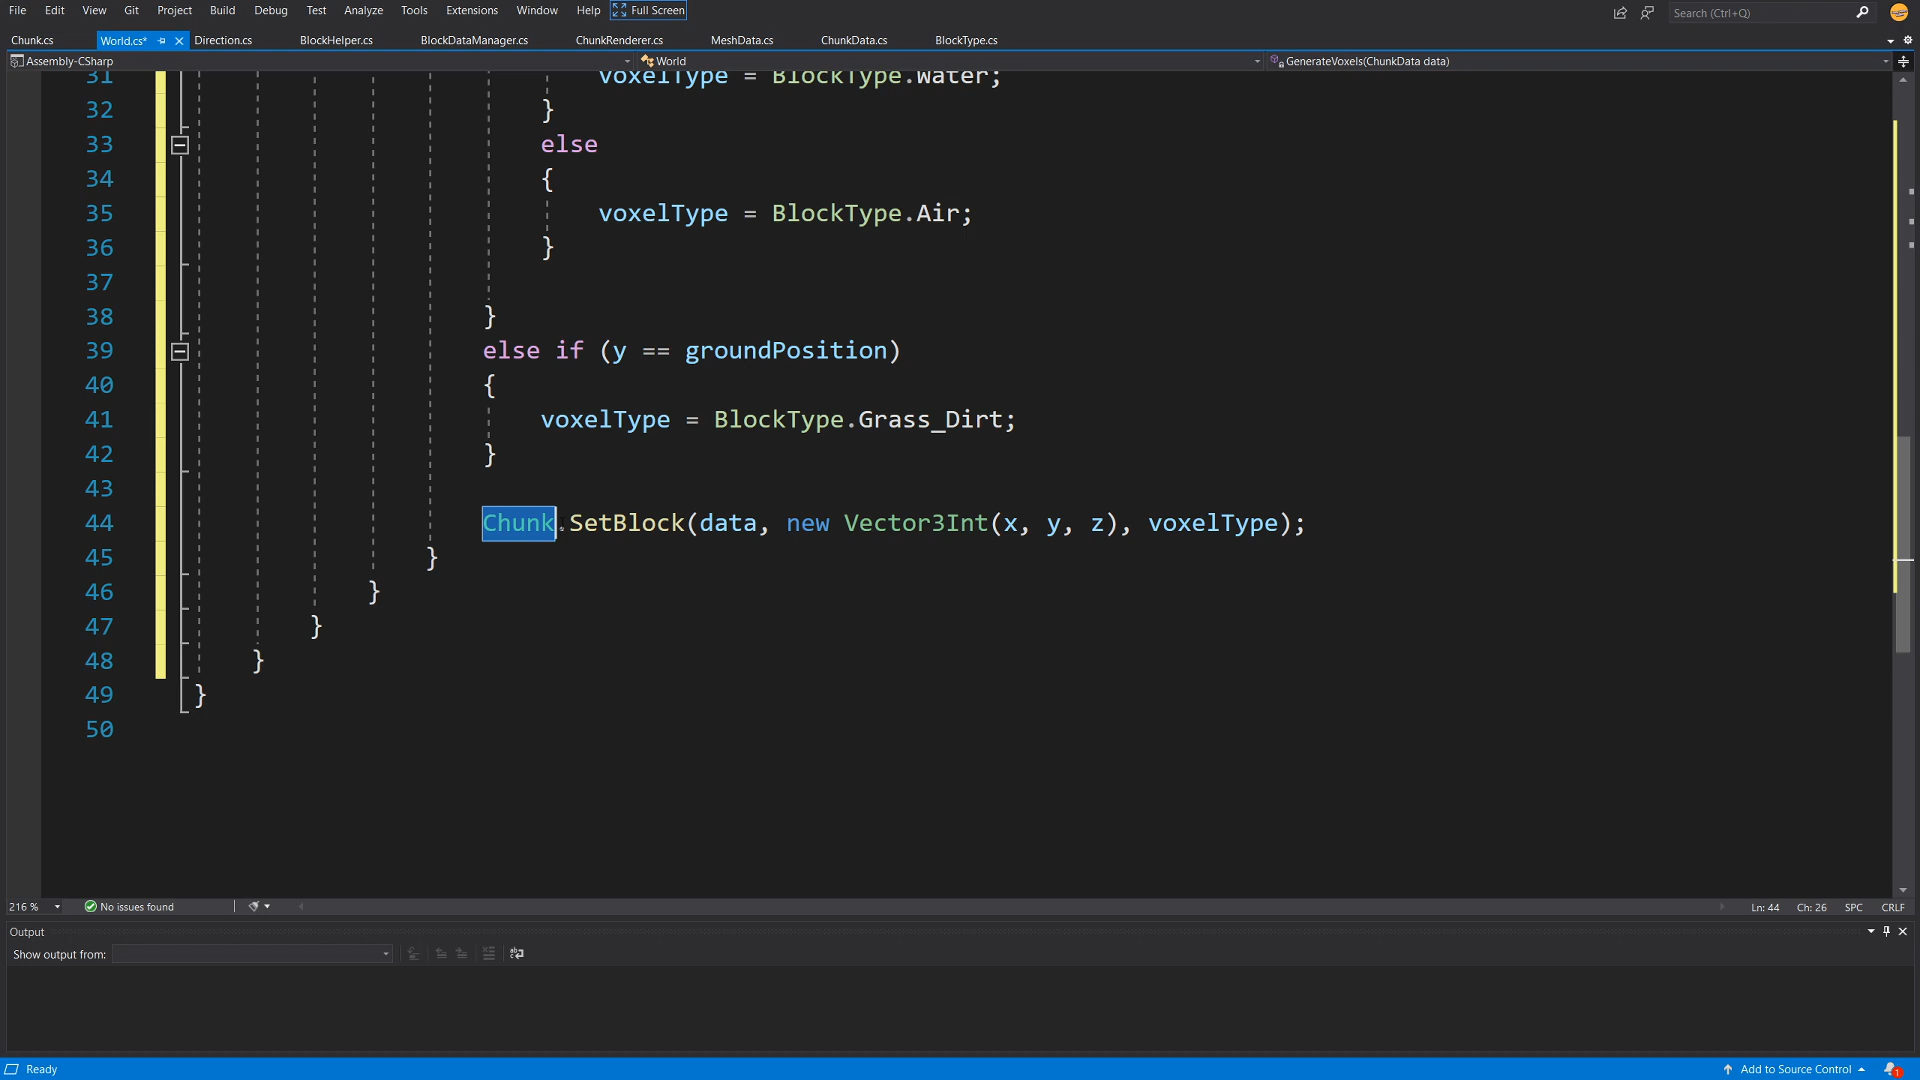 File Edit View Git Project Build Debug Test Analyze Tools Extensions Window Help Full Screen Search (Ctrl+Q)
Chunk.cs World.cs* Direction.cs BlockHelper.cs BlockDataManager.cs ChunkRenderer.cs MeshData.cs ChunkData.cs BlockType.cs
Assembly-CSharp World GenerateVoxels(ChunkData data)
31 voxelType = BlockType.Water;
32 }
33 else
34 {
35 voxelType = BlockType.Air;
36 }
37
38 }
39 else if (y == groundPosition)
40 {
41 voxelType = BlockType.Grass_Dirt;
42 }
43
44 Chunk.SetBlock(data, new Vector3Int(x, y, z), voxelType);
45 }
46 }
47 }
48 }
49 }
50
216 % No issues found Ln: 44 Ch: 26 SPC CRLF
Output
Show output from:
Ready Add to Source Control 1